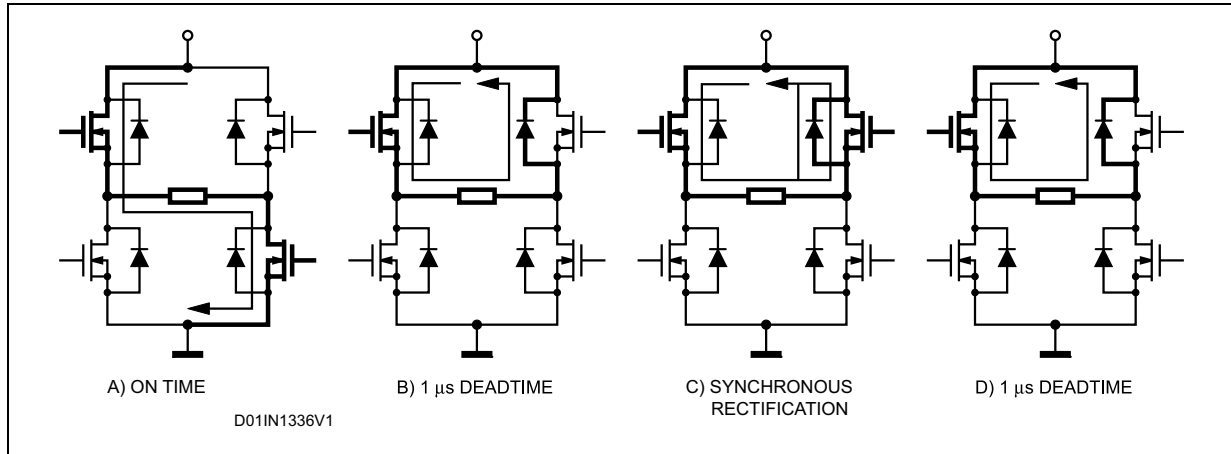 A) ON TIME
B) 1 μs DEADTIME
C) SYNCHRONOUS
RECTIFICATION
D) 1 μs DEADTIME
D01IN1336V1